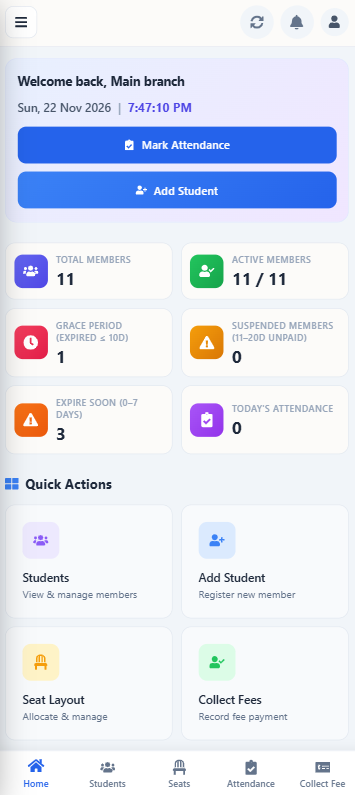 Welcome back, Main branch
Sun, 22 Nov 2026 | 7:47:10 PM
Mark Attendance
Add Student
TOTAL MEMBERS
11
ACTIVE MEMBERS
11 / 11
GRACE PERIOD
(EXPIRED ≤ 10D)
1
SUSPENDED MEMBERS
(11–20D UNPAID)
0
EXPIRE SOON (0–7
DAYS)
3
TODAY'S ATTENDANCE
0
Quick Actions
Students
View & manage members
Add Student
Register new member
Seat Layout
Allocate & manage
Collect Fees
Record fee payment
Home
Students
Seats
Attendance
Collect Fee